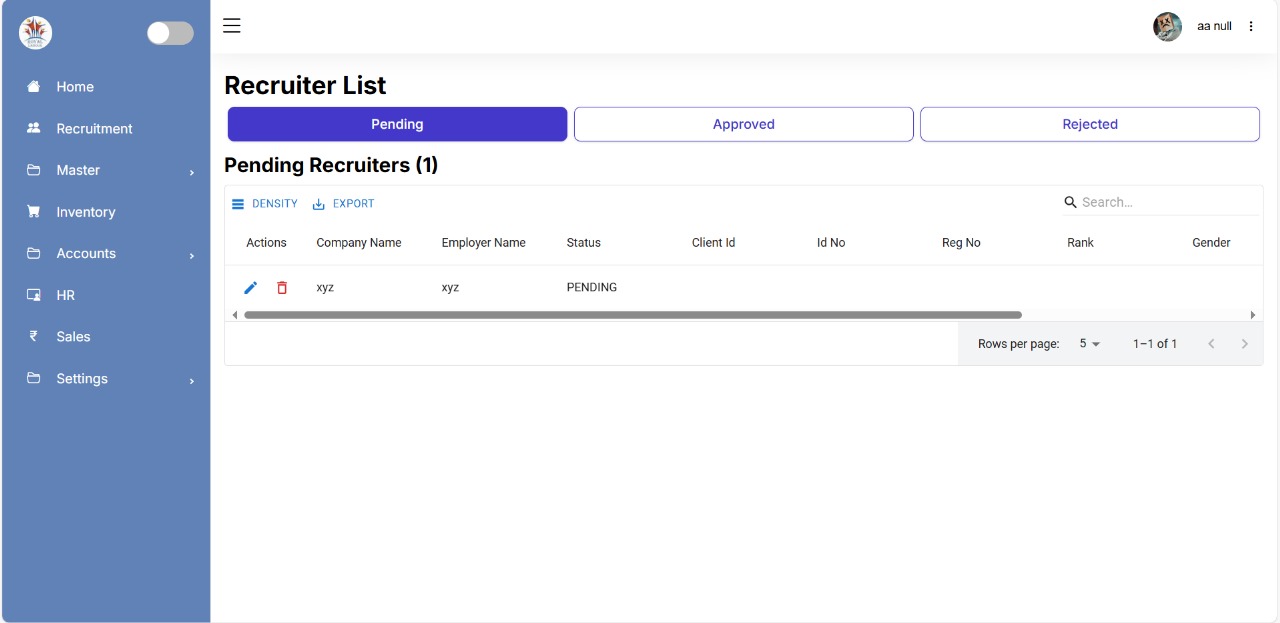 aa null
Home
Recruitment
Master
Inventory
Accounts
HR
Sales
Settings
Recruiter List
Pending Approved Rejected
Pending Recruiters (1)
DENSITY EXPORT Search...
Actions Company Name Employer Name Status Client Id Id No Reg No Rank Gender
xyz xyz PENDING
Rows per page: 5 1–1 of 1